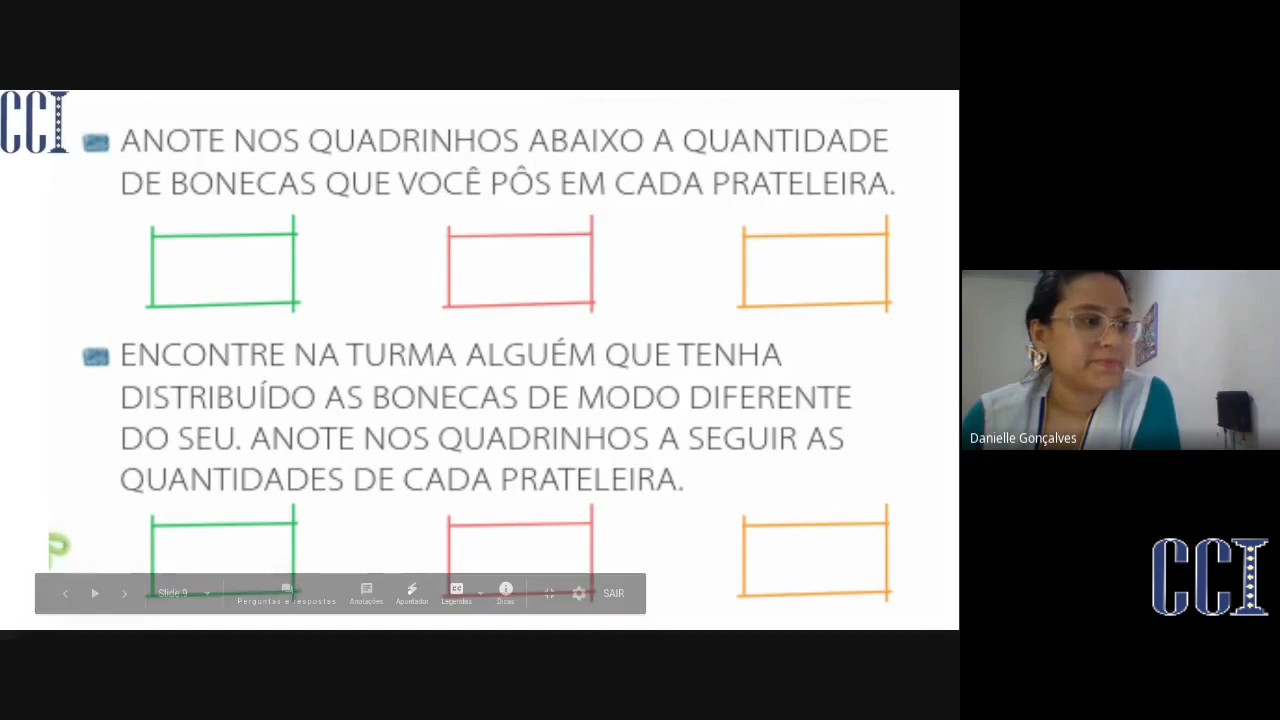 CCI
ANOTE NOS QUADRINHOS ABAIXO A QUANTIDADE
DE BONECAS QUE VOCÊ PÔS EM CADA PRATELEIRA.
ENCONTRE NA TURMA ALGUÉM QUE TENHA
DISTRIBUÍDO AS BONECAS DE MODO DIFERENTE
DO SEU. ANOTE NOS QUADRINHOS A SEGUIR AS
QUANTIDADES DE CADA PRATELEIRA.
Slide 9
Perguntas e respostas
Anotações
Apontador
CC
Legendas
Dicas
SAIR
Danielle Gonçalves
CCI